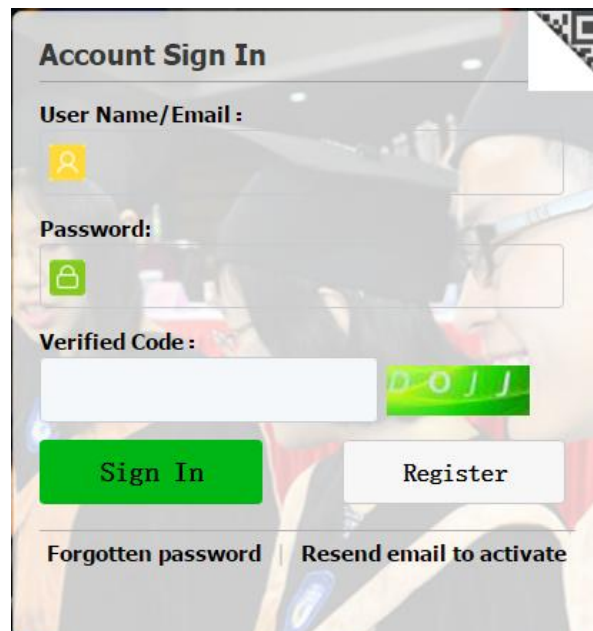 Account Sign In
User Name/Email :
Password:
Verified Code :
DOJJ
Sign In
Register
Forgotten password | Resend email to activate